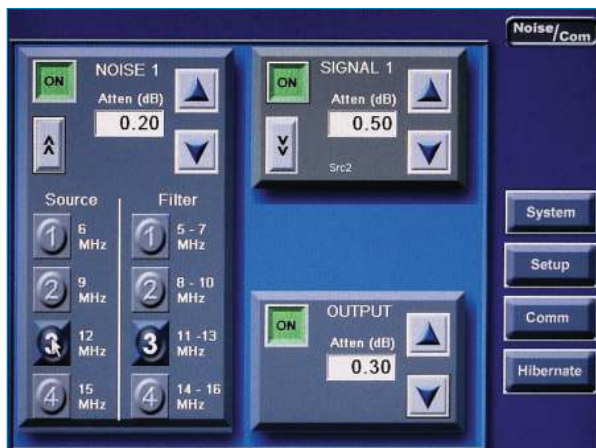 Noise/Com
ON
NOISE 1
Atten (dB)
0.20
Source
Filter
1
6 MHz
1
5 - 7 MHz
2
9 MHz
2
8 - 10 MHz
3
12 MHz
3
11 -13 MHz
4
15 MHz
4
14 - 16 MHz
ON
SIGNAL 1
Atten (dB)
0.50
Src2
ON
OUTPUT
Atten (dB)
0.30
System
Setup
Comm
Hibernate